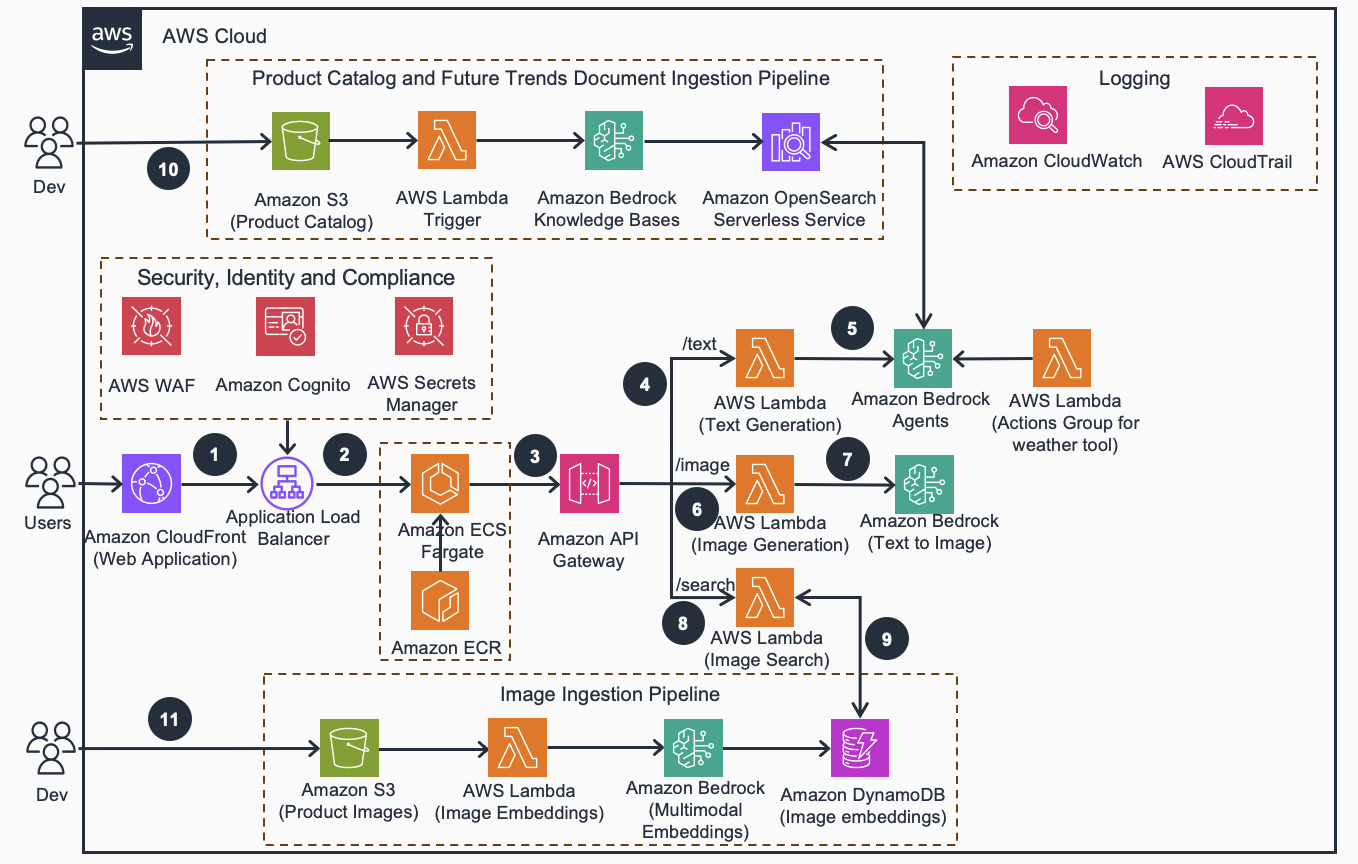 aws
AWS Cloud
Product Catalog and Future Trends Document Ingestion Pipeline
Logging
Amazon CloudWatch
AWS CloudTrail
Dev
10
Amazon S3
(Product Catalog)
AWS Lambda
Trigger
Amazon Bedrock
Knowledge Bases
Amazon OpenSearch
Serverless Service
Security, Identity and Compliance
AWS WAF
Amazon Cognito
AWS Secrets
Manager
Users
1
2
3
Amazon CloudFront
(Web Application)
Application Load
Balancer
Amazon ECS
Fargate
Amazon ECR
Amazon API
Gateway
4
/text
5
AWS Lambda
(Text Generation)
Amazon Bedrock
Agents
AWS Lambda
(Actions Group for
weather tool)
/image
6
7
AWS Lambda
(Image Generation)
Amazon Bedrock
(Text to Image)
/search
8
9
AWS Lambda
(Image Search)
Image Ingestion Pipeline
11
Dev
Amazon S3
(Product Images)
AWS Lambda
(Image Embeddings)
Amazon Bedrock
(Multimodal
Embeddings)
Amazon DynamoDB
(Image embeddings)